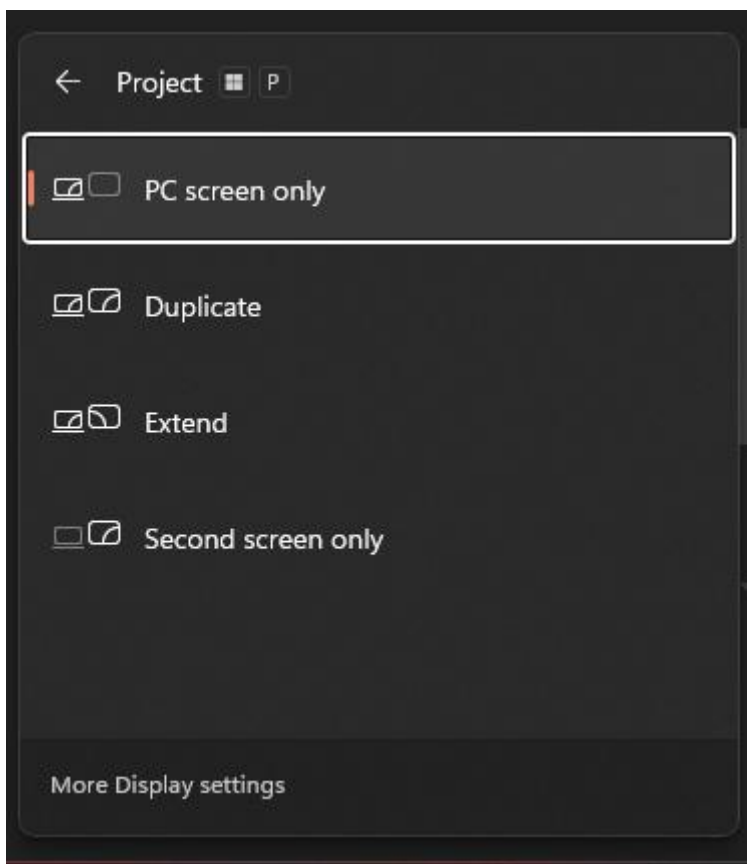 Project P
PC screen only
Duplicate
Extend
Second screen only
More Display settings